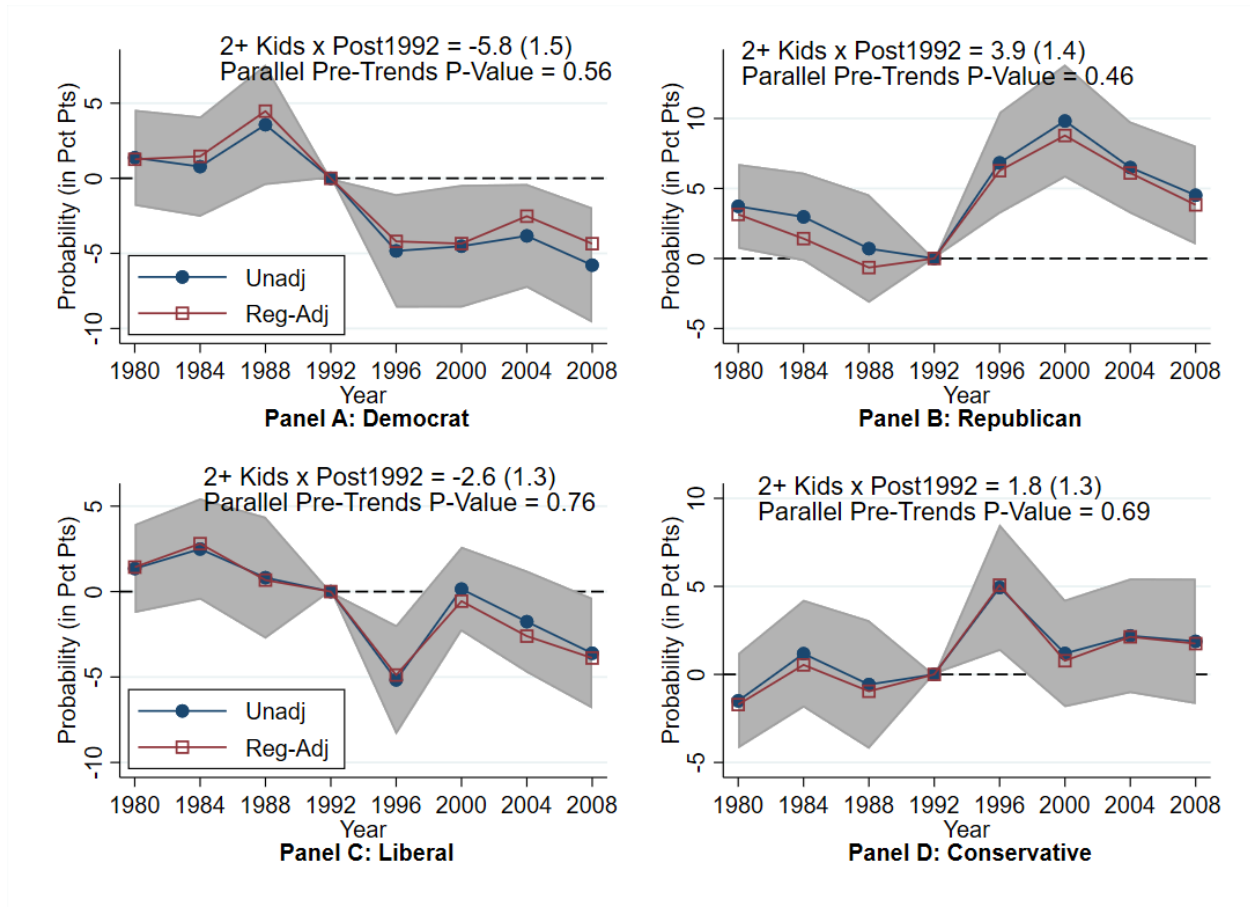 2+ Kids x Post1992 = -5.8 (1.5)
Parallel Pre-Trends P-Value = 0.56
Probability (in Pct Pts)
5
0
-5
-10
Unadj
Reg-Adj
1980 1984 1988 1992 1996 2000 2004 2008
Year
Panel A: Democrat
2+ Kids x Post1992 = 3.9 (1.4)
Parallel Pre-Trends P-Value = 0.46
Probability (in Pct Pts)
10
5
0
-5
1980 1984 1988 1992 1996 2000 2004 2008
Year
Panel B: Republican
2+ Kids x Post1992 = -2.6 (1.3)
Parallel Pre-Trends P-Value = 0.76
Probability (in Pct Pts)
5
0
-5
-10
Unadj
Reg-Adj
1980 1984 1988 1992 1996 2000 2004 2008
Year
Panel C: Liberal
2+ Kids x Post1992 = 1.8 (1.3)
Parallel Pre-Trends P-Value = 0.69
Probability (in Pct Pts)
10
5
0
-5
1980 1984 1988 1992 1996 2000 2004 2008
Year
Panel D: Conservative